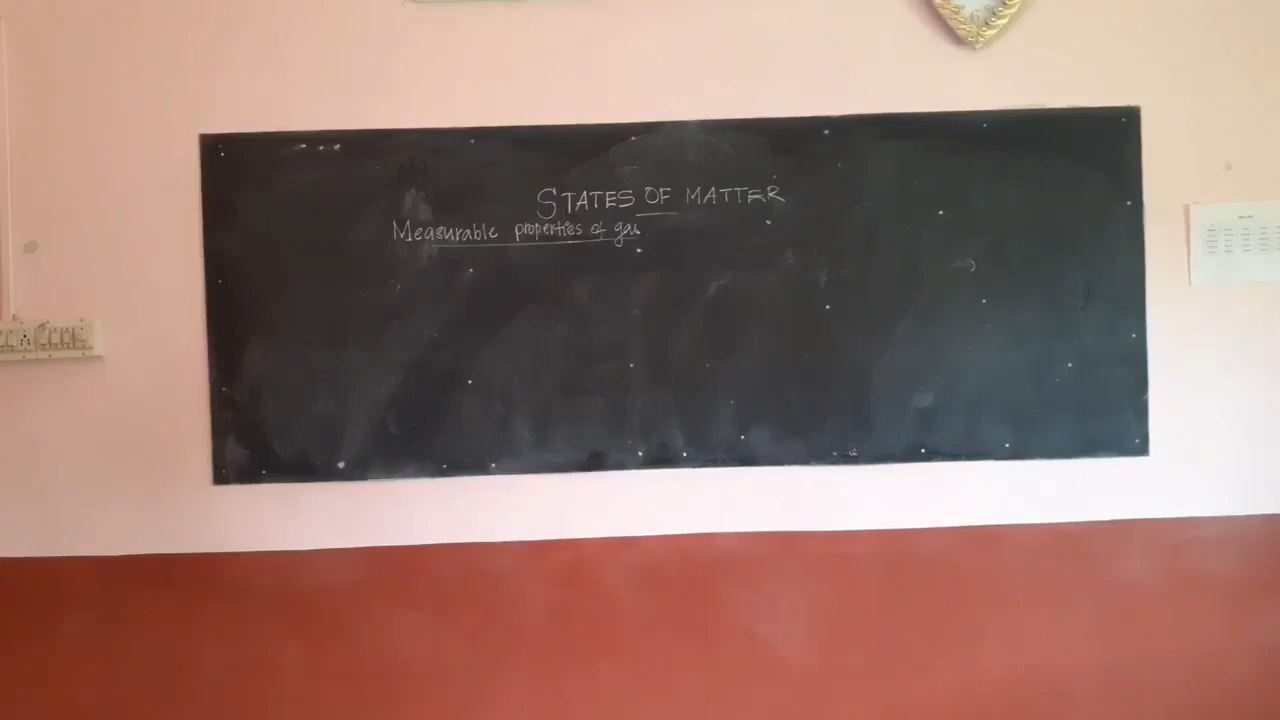 STATES OF MATTER
Measurable properties of gas.